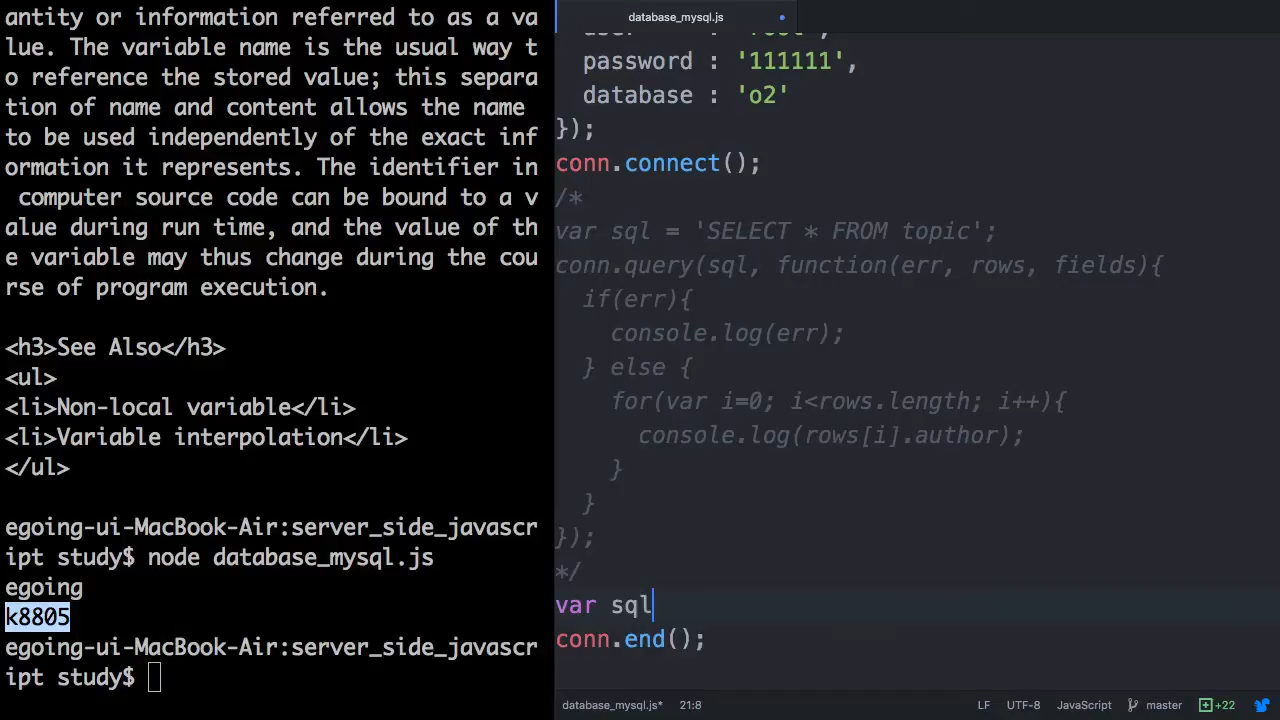 antity or information referred to as a va
lue. The variable name is the usual way t
o reference the stored value; this separa
tion of name and content allows the name
to be used independently of the exact inf
ormation it represents. The identifier in
 computer source code can be bound to a v
alue during run time, and the value of th
e variable may thus change during the cou
rse of program execution.
<h3>See Also</h3>
<ul>
<li>Non-local variable</li>
<li>Variable interpolation</li>
</ul>
egoing-ui-MacBook-Air:server_side_javascr
ipt study$ node database_mysql.js
egoing
k8805
egoing-ui-MacBook-Air:server_side_javascr
ipt study$
database_mysql.js
password : '111111',
database : 'o2'
});
conn.connect();
/*
var sql = 'SELECT * FROM topic';
conn.query(sql, function(err, rows, fields){
if(err){
console.log(err);
} else {
for(var i=0; i<rows.length; i++){
console.log(rows[i].author);
}
}
});
*/
var sql
conn.end();
database_mysql.js* 21:8 LF UTF-8 JavaScript master +22